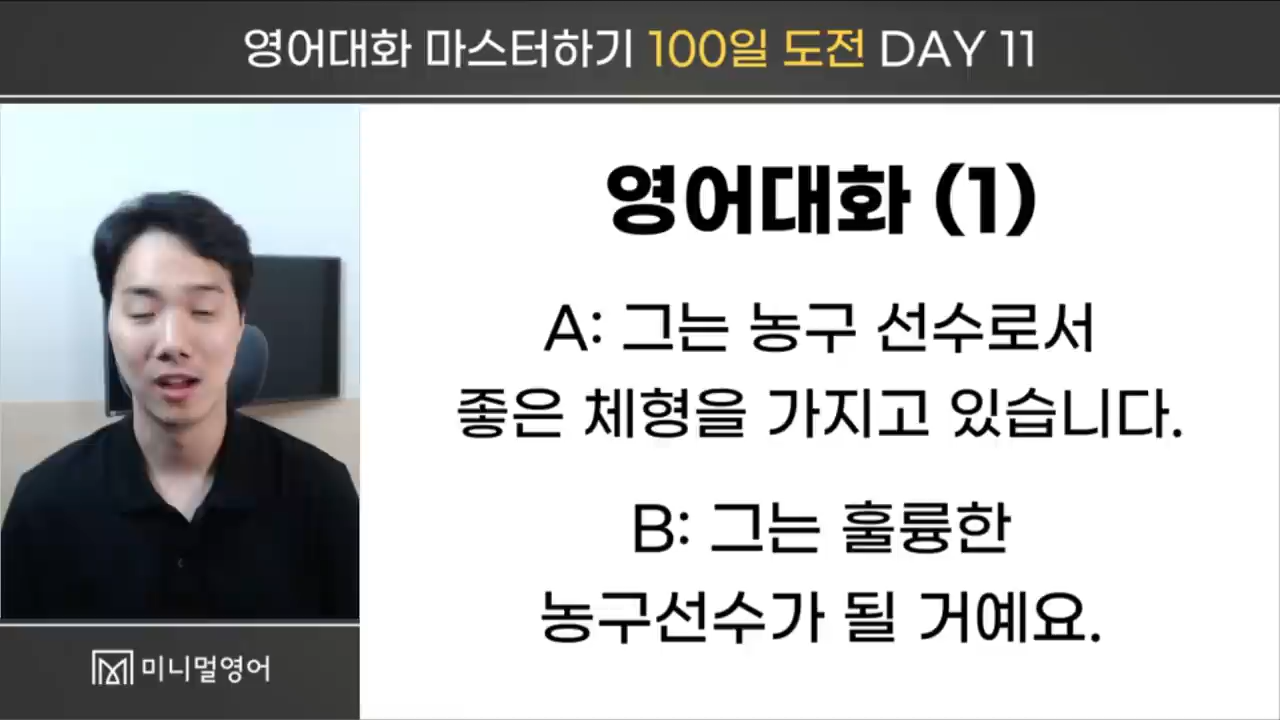 영어대화 마스터하기 100일 도전 DAY 11
영어대화 (1)
A: 그는 농구 선수로서
좋은 체형을 가지고 있습니다.
B: 그는 훌륭한
농구선수가 될 거예요.
미니멀영어